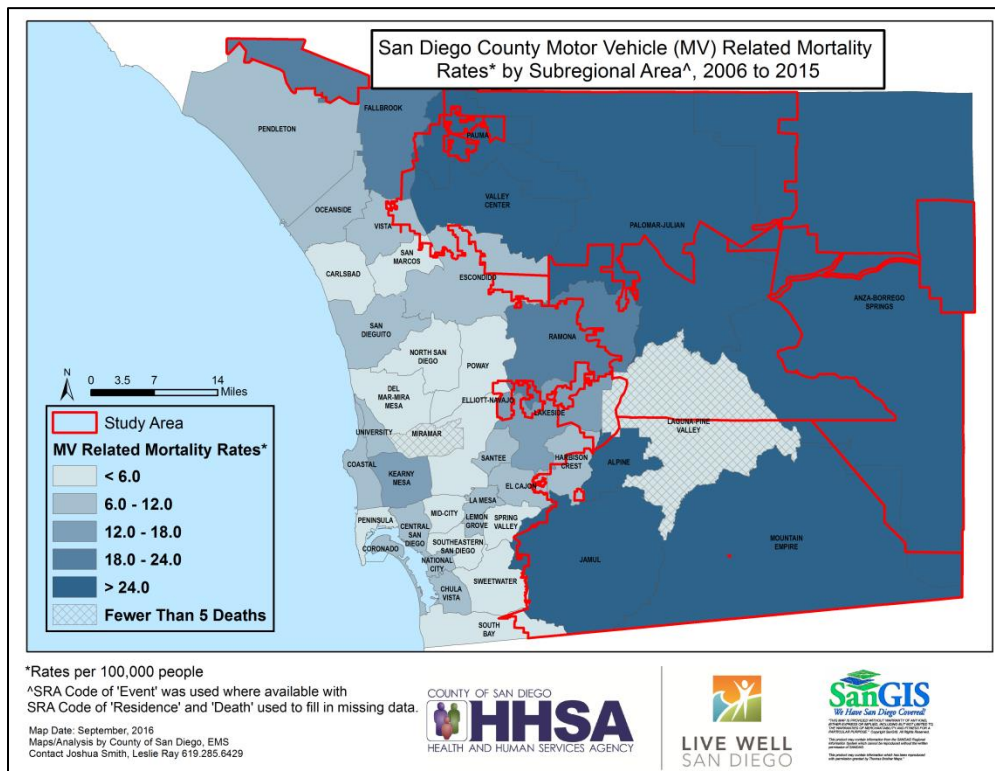 San Diego County Motor Vehicle (MV) Related Mortality
Rates* by Subregional Area^, 2006 to 2015
FALLBROOK
PENDLETON
PAUMA
VALLEY
CENTER
OCEANSIDE
VISTA
PALOMAR-JULIAN
SAN
MARCOS
CARLSBAD
ESCONDIDO
ANZA-BORREGO
SPRINGS
SAN
DIEGUITO
RAMONA
NORTH SAN
DIEGO
POWAY
DEL
MAR-MIRA
MESA
ELLIOTT-NAVAJO
LAKESIDE
LAGUNA-PINE
VALLEY
UNIVERSITY
MIRAMAR
SANTEE
HARBISON
CREST
ALPINE
COASTAL
KEARNY
MESA
EL CAJON
LA MESA
MID-CITY
LEMON
GROVE
SPRING
VALLEY
PENINSULA
CENTRAL
SAN
DIEGO
SOUTHEASTERN
SAN DIEGO
CORONADO
NATIONAL
CITY
JAMUL
MOUNTAIN
EMPIRE
SWEETWATER
CHULA
VISTA
SOUTH
BAY
N
0 3.5 7 14
Miles
Study Area
MV Related Mortality Rates*
< 6.0
6.0 - 12.0
12.0 - 18.0
18.0 - 24.0
> 24.0
Fewer Than 5 Deaths
*Rates per 100,000 people
^SRA Code of 'Event' was used where available with
SRA Code of 'Residence' and 'Death' used to fill in missing data.
Map Date: September, 2016
Maps/Analysis by County of San Diego, EMS
Contact Joshua Smith, Leslie Ray 619.285.6429
COUNTY OF SAN DIEGO
HHSA
HEALTH AND HUMAN SERVICES AGENCY
LIVE WELL
SAN DIEGO
SanGIS
We Have San Diego Covered!